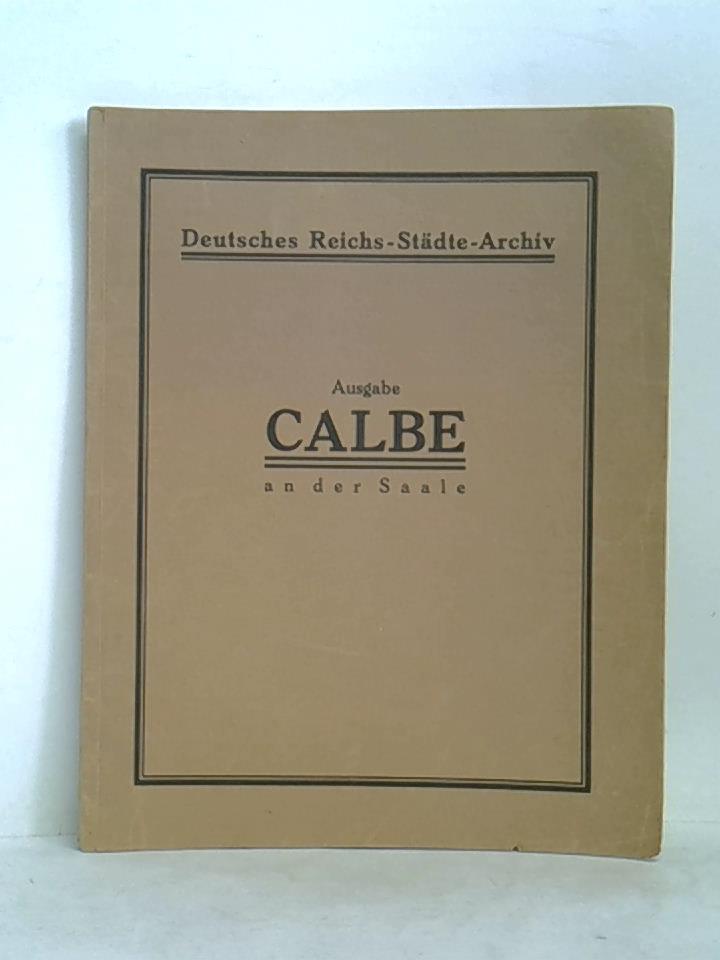 Deutsches Reichs-Städte-Archiv
Ausgabe
CALBE
an der Saale